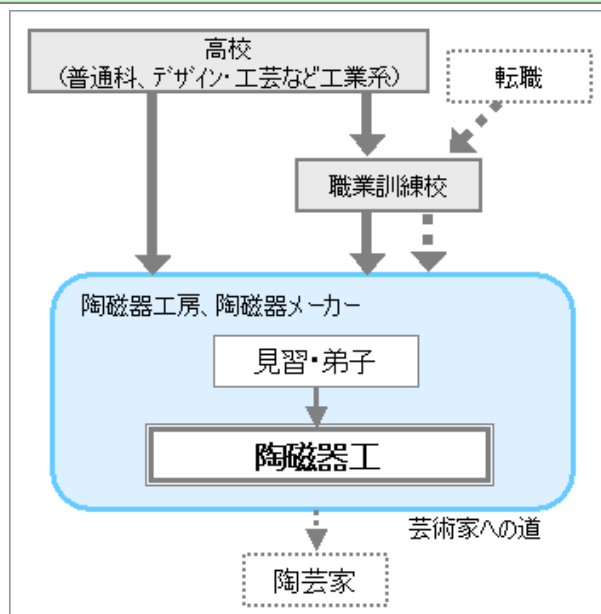 高校
(普通科、デザイン・工芸など工業系)
転職
職業訓練校
陶磁器工房、陶磁器メーカー
見習・弟子
陶磁器工
芸術家への道
陶芸家